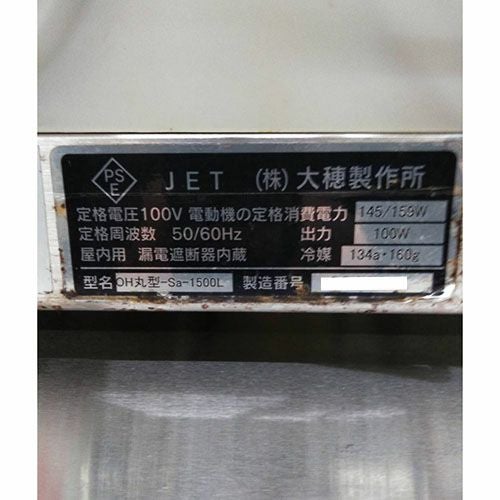 PS
E
JET (株) 大穂製作所
定格電圧100V 電動機の定格消費電力 145/159W
定格周波数 50/60Hz 出力 100W
屋内用 漏電遮断器内蔵 冷媒 134a・160g
型名 OH丸型-Sa-1500L 製造番号